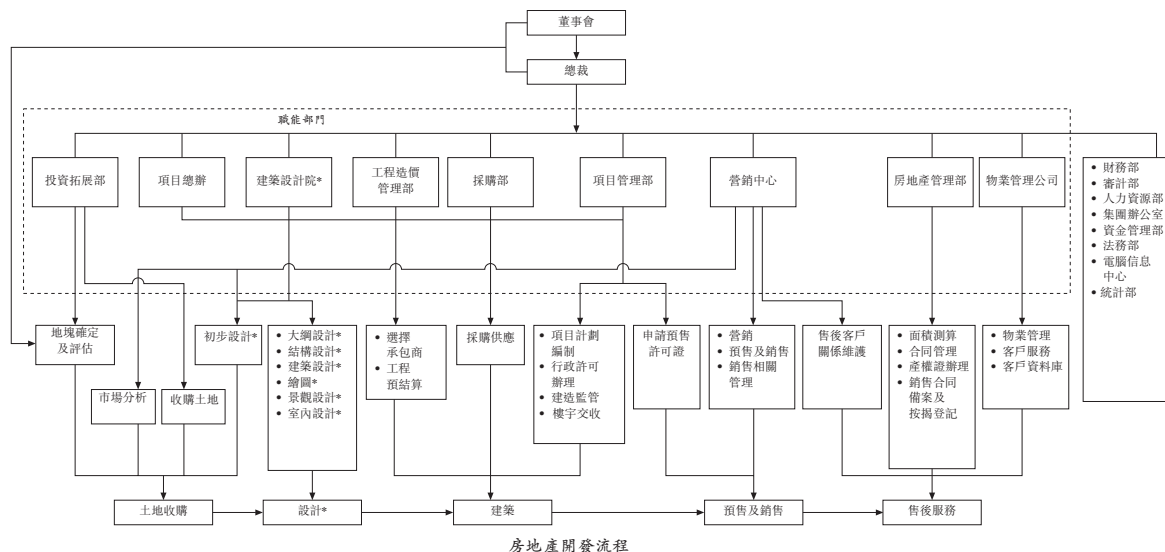 董事會
總裁
職能部門
投資拓展部
項目總辦
建築設計院*
工程造價
管理部
採購部
項目管理部
營銷中心
房地產管理部
物業管理公司
• 財務部
• 審計部
• 人力資源部
• 集團辦公室
• 資金管理部
• 法務部
• 電腦信息
中心
• 統計部
地塊確定
及評估
市場分析
收購土地
初步設計*
• 大綱設計*
• 結構設計*
• 建築設計*
• 繪圖*
• 景觀設計*
• 室內設計*
• 選擇
承包商
• 工程
預結算
採購供應
• 項目計劃
編制
• 行政許可
辦理
• 建造監管
• 樓宇交收
申請預售
許可證
• 營銷
• 預售及銷售
• 銷售相關
管理
售後客戶
關係維護
• 面積測算
• 合同管理
• 產權證辦理
• 銷售合同
備案及
按揭登記
• 物業管理
• 客戶服務
• 客戶資料庫
土地收購
設計*
建築
預售及銷售
售後服務
房地產開發流程